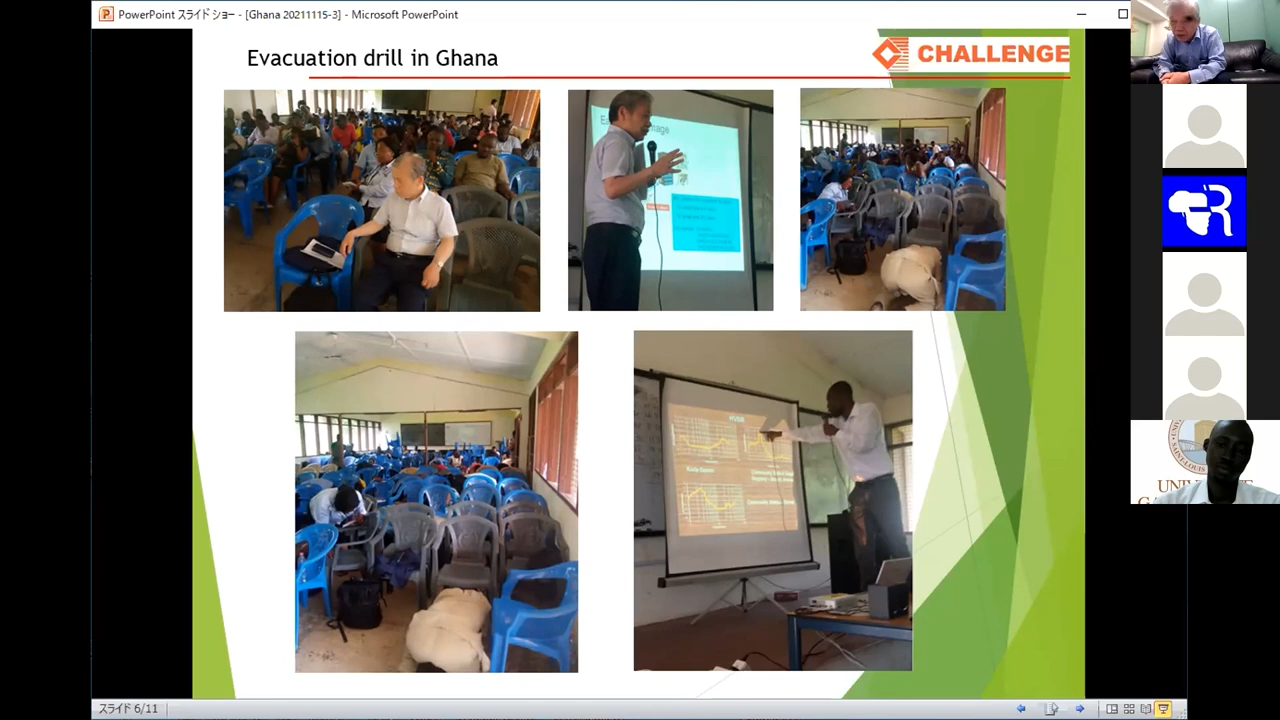 PowerPoint スライド ショー - [Ghana 20211115-3] - Microsoft PowerPoint
Evacuation drill in Ghana
CHALLENGE
スライド 6/11